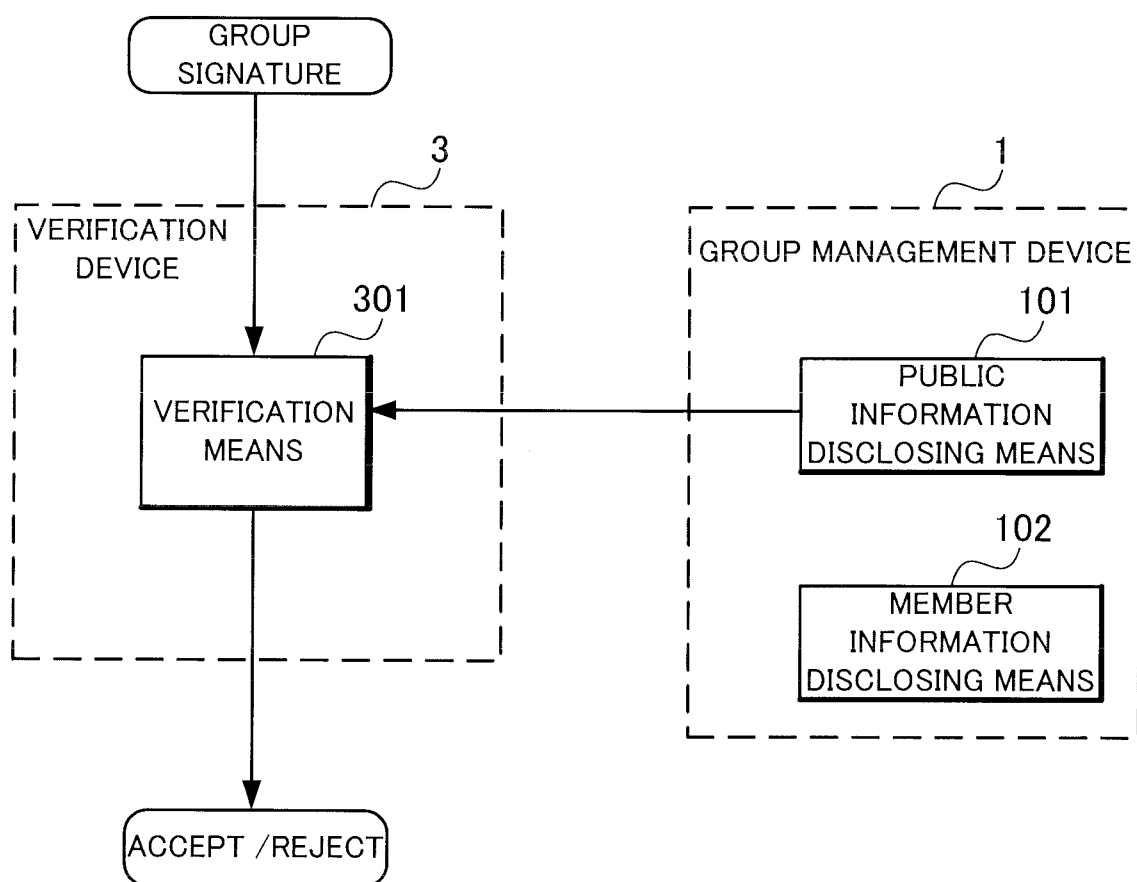 GROUP
SIGNATURE
3
1
VERIFICATION
DEVICE
GROUP MANAGEMENT DEVICE
301
101
VERIFICATION
MEANS
PUBLIC
INFORMATION
DISCLOSING MEANS
102
MEMBER
INFORMATION
DISCLOSING MEANS
ACCEPT /REJECT